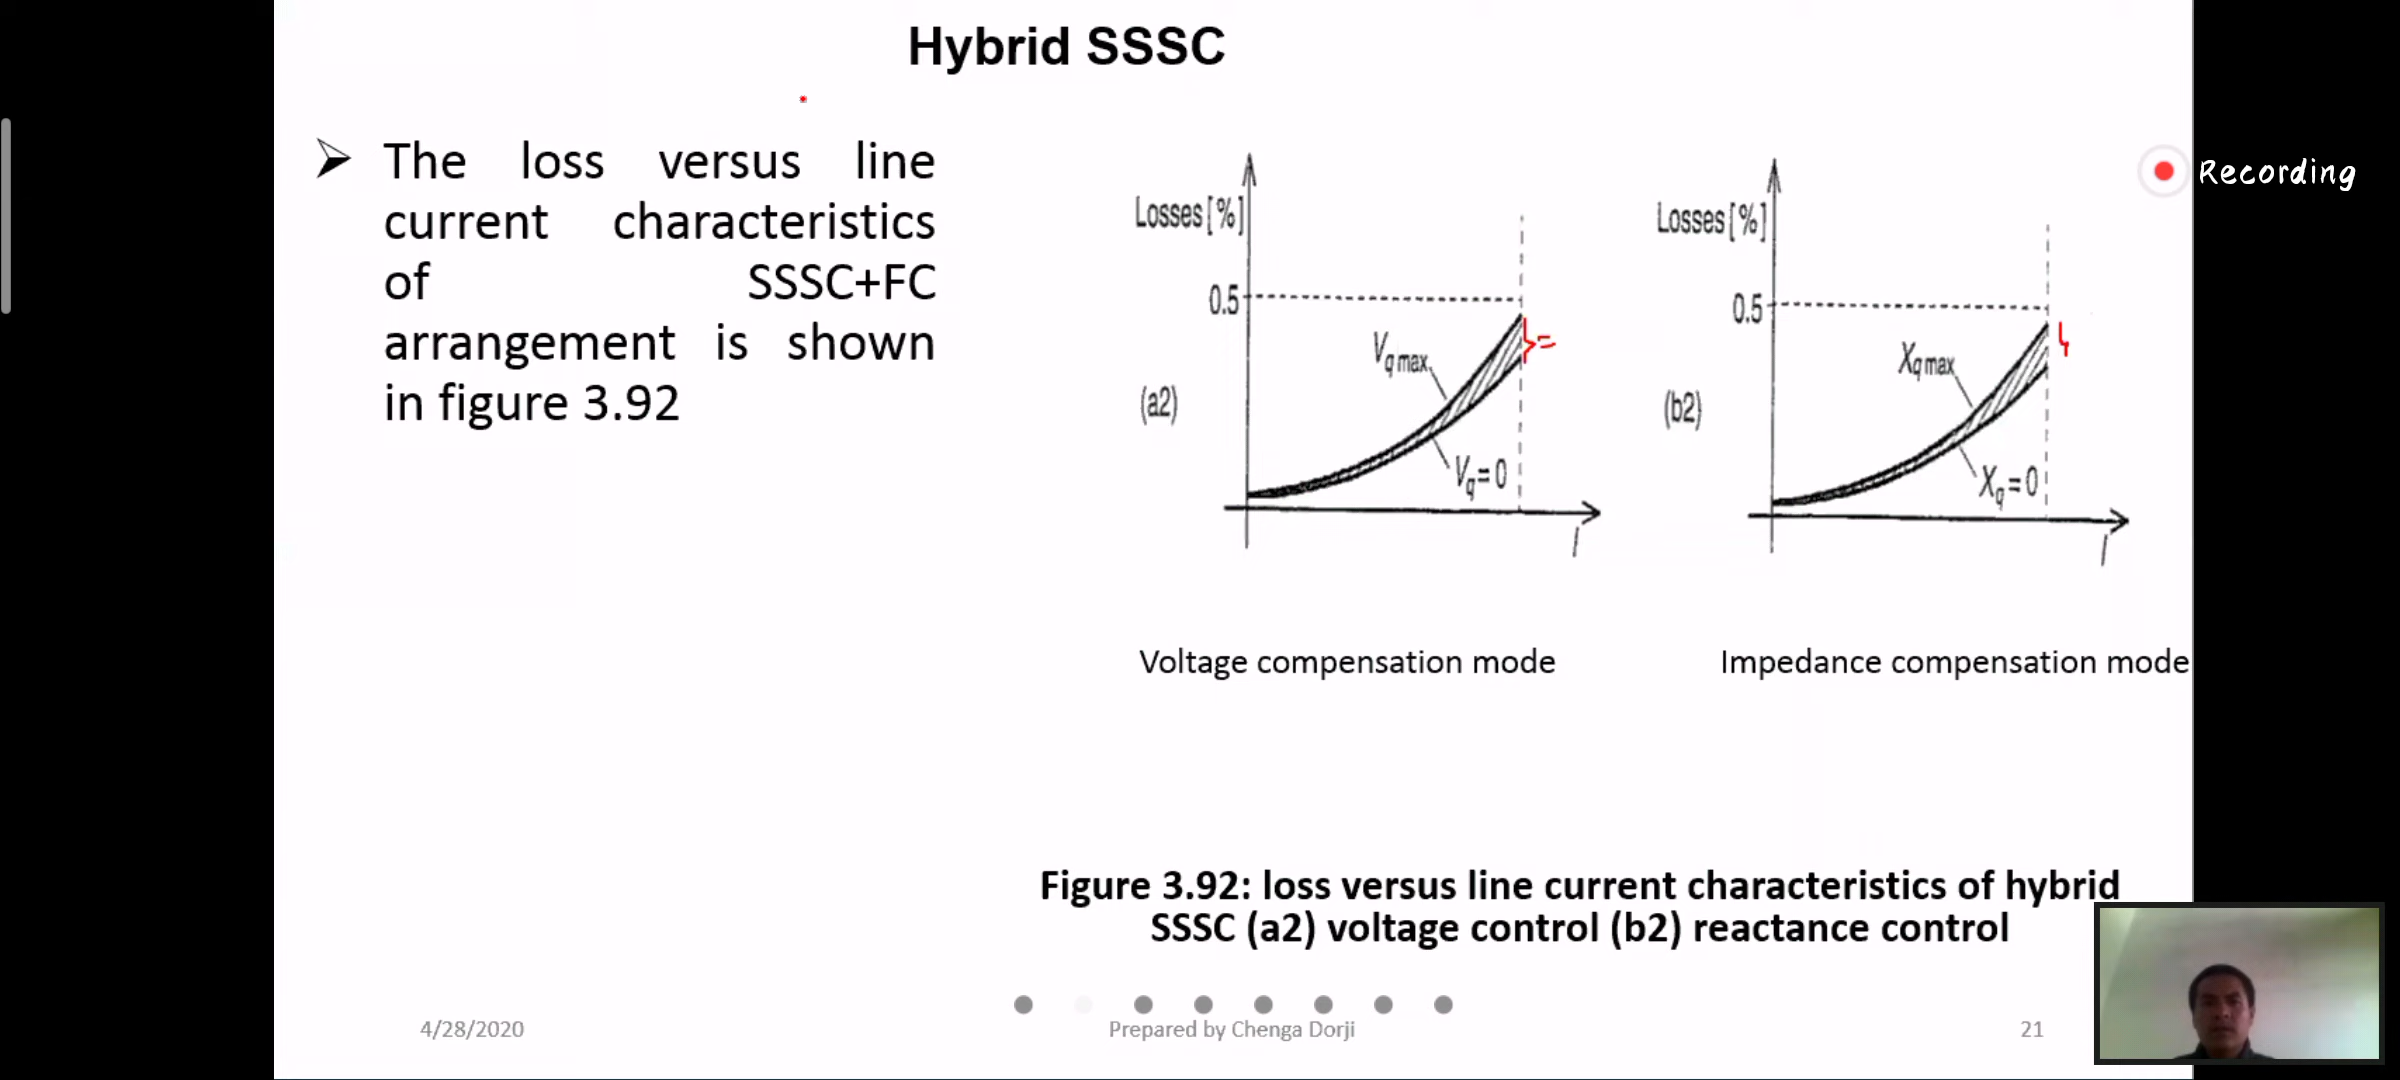 Hybrid SSSC
➢ The loss versus line
current characteristics
of SSSC+FC
arrangement is shown
in figure 3.92
Losses[%]
0.5
Vq max
(a2)
Vq=0
I
Voltage compensation mode
Losses[%]
0.5
Xq max
(b2)
Xq=0
I
Impedance compensation mode
Recording
Figure 3.92: loss versus line current characteristics of hybrid
SSSC (a2) voltage control (b2) reactance control
4/28/2020
Prepared by Chenga Dorji
21